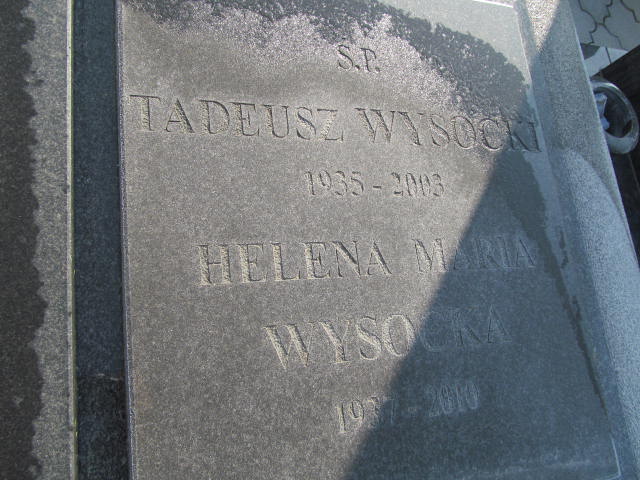 S.P.
TADEUSZ WYSOCKI
1935 - 2003
HELENA MARIA
WYSOCKA
1937 - 2010